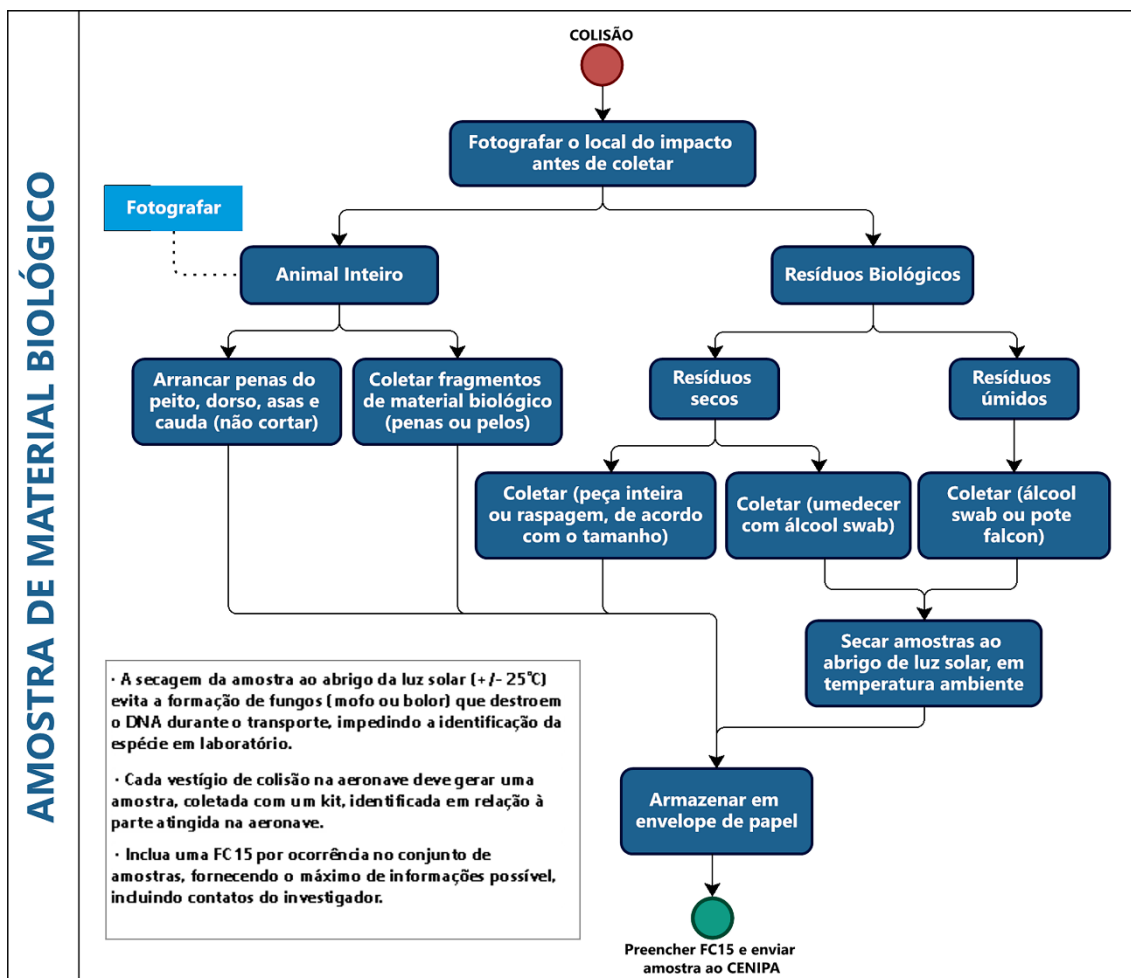 AMOSTRA DE MATERIAL BIOLÓGICO
COLISÃO
Fotografar o local do impacto
antes de coletar
Fotografar
Animal Inteiro
Resíduos Biológicos
Arrancar penas do
peito, dorso, asas e
cauda (não cortar)
Coletar fragmentos
de material biológico
(penas ou pelos)
Resíduos
secos
Resíduos
úmidos
Coletar (peça inteira
ou raspagem, de acordo
com o tamanho)
Coletar (umedecer
com álcool swab)
Coletar (álcool
swab ou pote
falcon)
Secar amostras ao
abrigo de luz solar, em
temperatura ambiente
· A secagem da amostra ao abrigo da luz solar (+/- 25°C)
evita a formação de fungos (mofo ou bolor) que destroem
o DNA durante o transporte, impedindo a identificação da
espécie em laboratório.
· Cada vestígio de colisão na aeronave deve gerar uma
amostra, coletada com um kit, identificada em relação à
parte atingida na aeronave.
· Inclua uma FC15 por ocorrência no conjunto de
amostras, fornecendo o máximo de informações possível,
incluindo contatos do investigador.
Armazenar em
envelope de papel
Preencher FC15 e enviar
amostra ao CENIPA